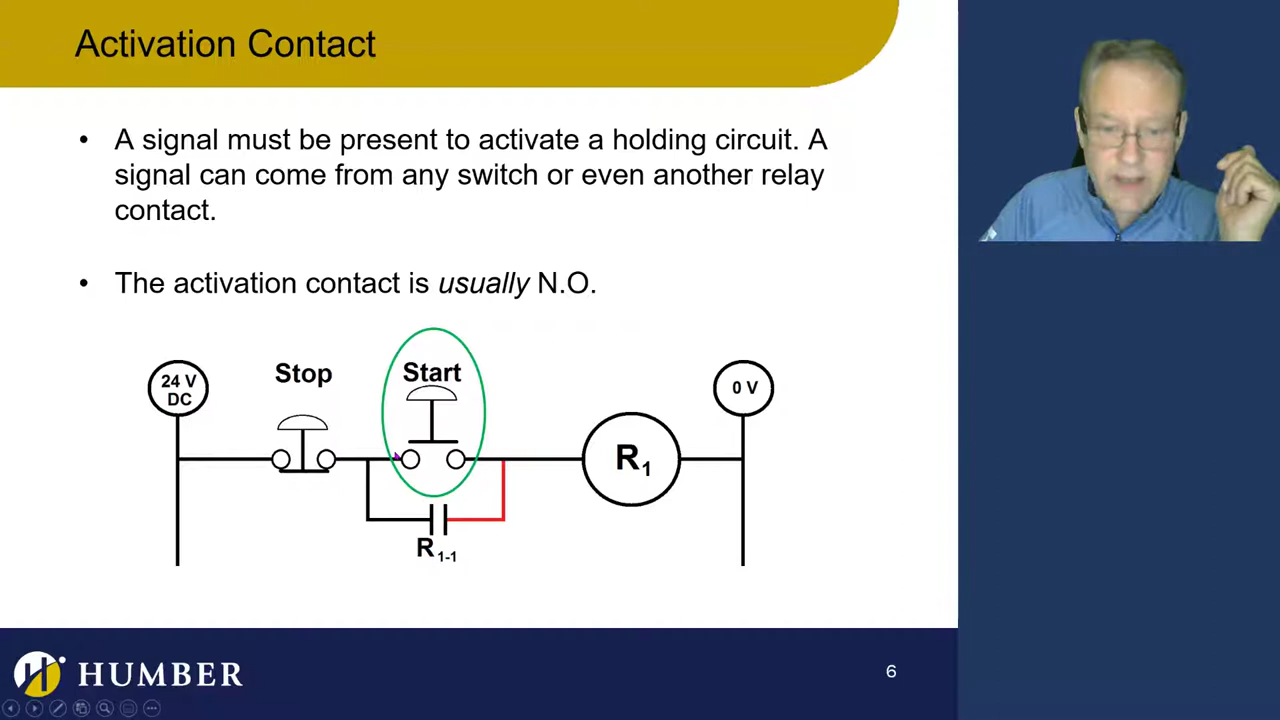 Activation Contact
• A signal must be present to activate a holding circuit. A
signal can come from any switch or even another relay
contact.
• The activation contact is usually N.O.
24 V
DC
Stop
Start
0 V
R1
R1-1
HUMBER
6